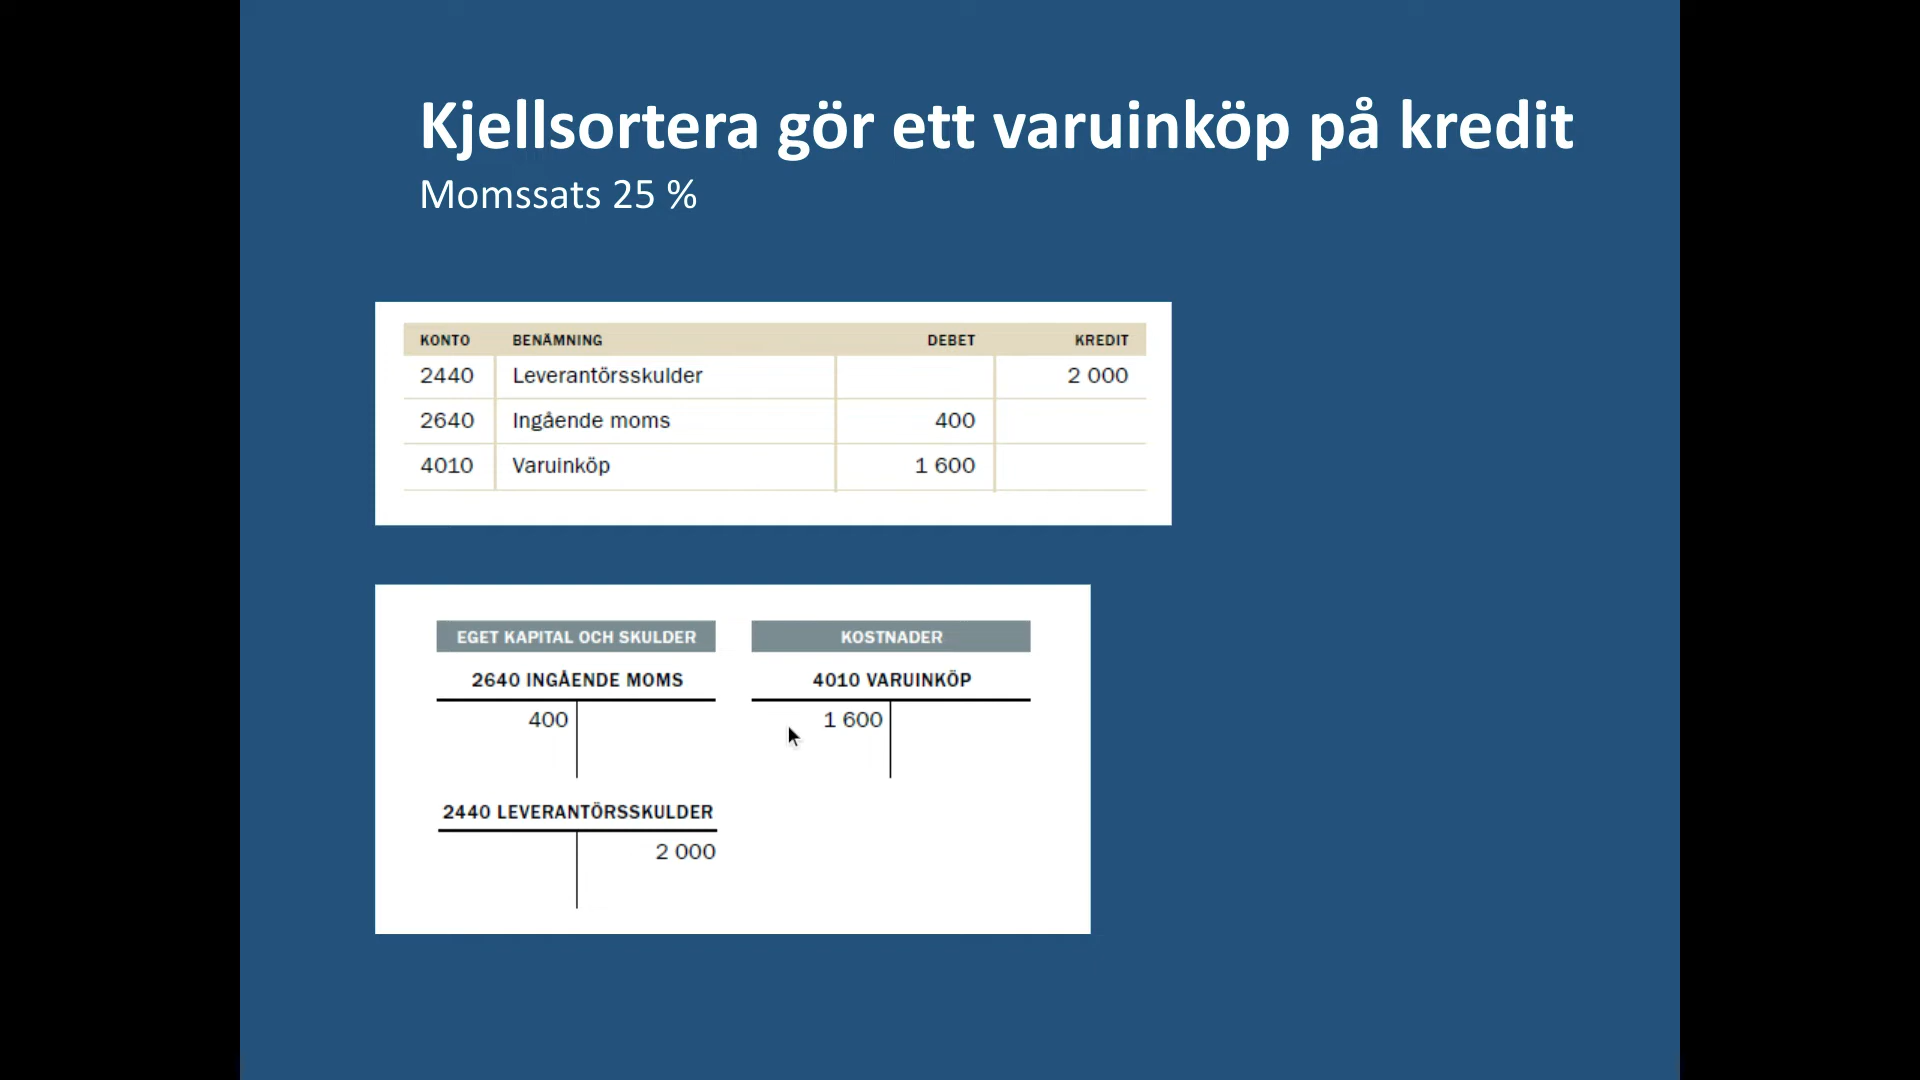 Kjellsortera gör ett varuinköp på kredit
Momssats 25 %
KONTO BENÄMNING DEBET KREDIT
2440 Leverantörsskulder 2 000
2640 Ingående moms 400
4010 Varuinköp 1 600
EGET KAPITAL OCH SKULDER KOSTNADER
2640 INGÅENDE MOMS 4010 VARUINKÖP
400 1 600
2440 LEVERANTÖRSSKULDER
2 000